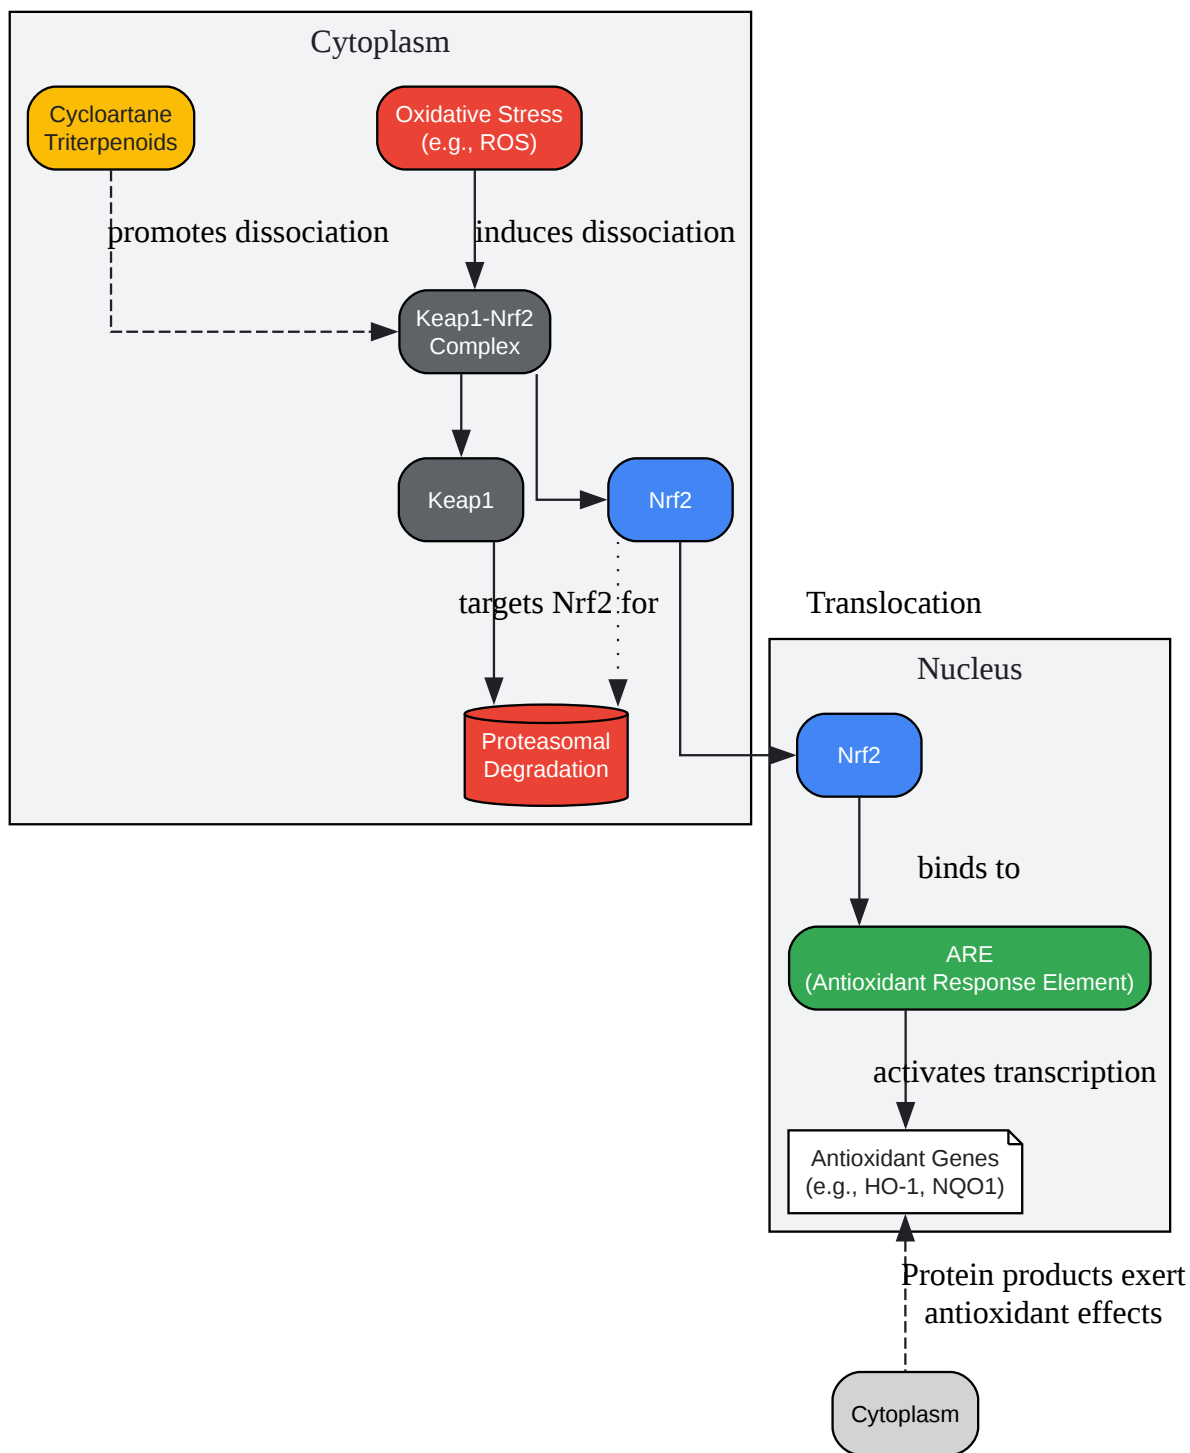 Cytoplasm
Cycloartane
Triterpenoids
Oxidative Stress
(e.g., ROS)
promotes dissociation
induces dissociation
Keap1-Nrf2
Complex
Keap1
Nrf2
targets Nrf2 for
Translocation
Proteasomal
Degradation
Nucleus
Nrf2
binds to
ARE
(Antioxidant Response Element)
activates transcription
Antioxidant Genes
(e.g., HO-1, NQO1)
Protein products exert
antioxidant effects
Cytoplasm